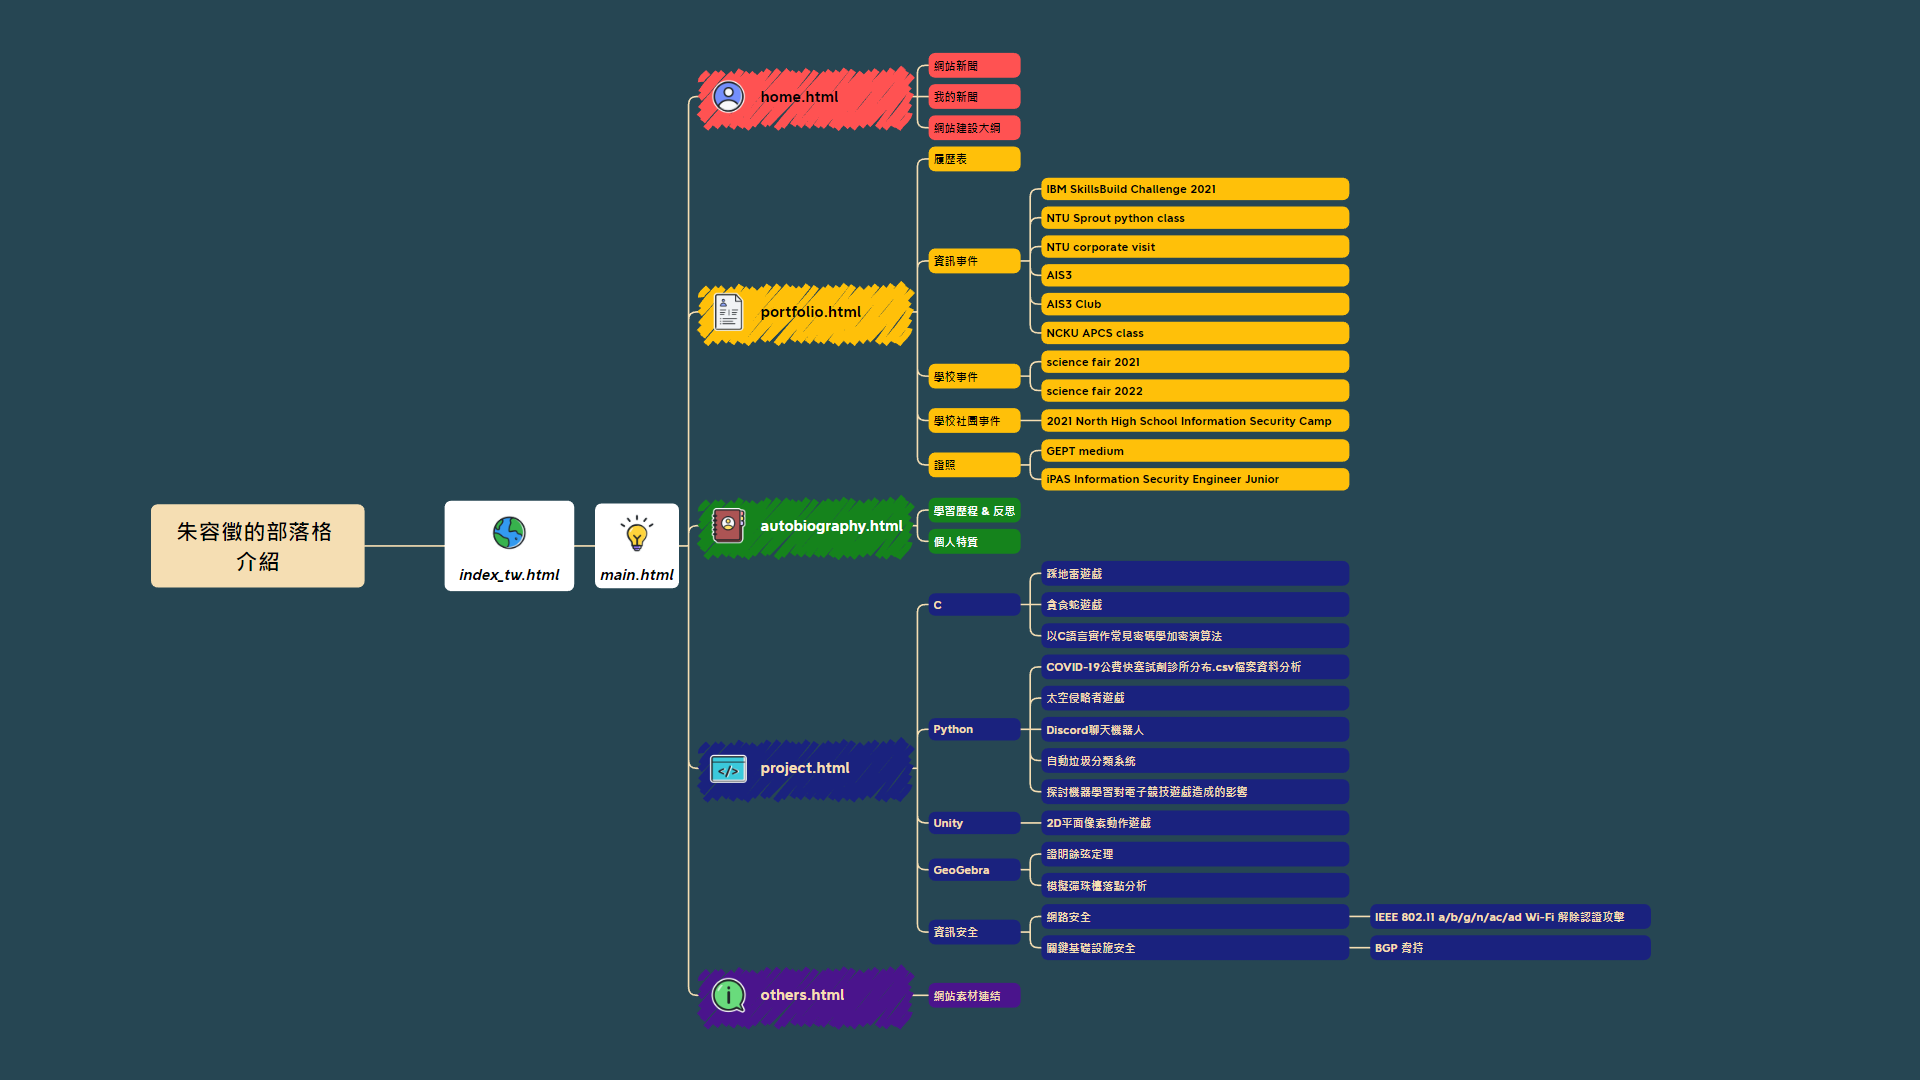 朱容徵的部落格
介紹
index_tw.html
main.html
home.html
網站新聞
我的新聞
網站建設大綱
portfolio.html
履歷表
資訊事件
IBM SkillsBuild Challenge 2021
NTU Sprout python class
NTU corporate visit
AIS3
AIS3 Club
NCKU APCS class
學校事件
science fair 2021
science fair 2022
學校社團事件
2021 North High School Information Security Camp
證照
GEPT medium
iPAS Information Security Engineer Junior
autobiography.html
學習歷程 & 反思
個人特質
project.html
C
踩地雷遊戲
貪食蛇遊戲
以C語言實作常見密碼學加密演算法
Python
COVID-19公費快塞試劑診所分布.csv檔案資料分析
太空侵略者遊戲
Discord聊天機器人
自動垃圾分類系統
探討機器學習對電子競技遊戲造成的影響
Unity
2D平面像素動作遊戲
GeoGebra
證明餘弦定理
模擬彈珠檯落點分析
資訊安全
網路安全
IEEE 802.11 a/b/g/n/ac/ad Wi-Fi 解除認證攻擊
關鍵基礎設施安全
BGP 脅持
others.html
網站素材連結